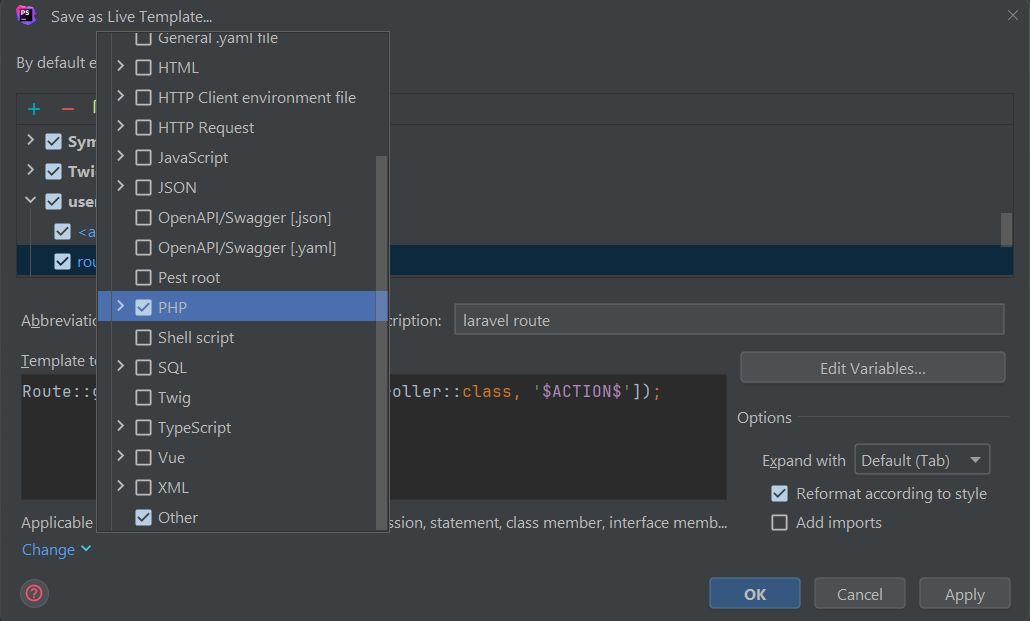 PS
Save as Live Template...
By default e
General .yaml file
HTML
HTTP Client environment file
HTTP Request
JavaScript
JSON
OpenAPI/Swagger [.json]
OpenAPI/Swagger [.yaml]
Pest root
PHP
Shell script
SQL
Twig
TypeScript
Vue
XML
Other
Sym
Twi
user
<a
rou
Abbreviatio
cription:
laravel route
Template te
Edit Variables...
Route::g
oller::class, '$ACTION$']);
Options
Expand with
Default (Tab)
Reformat according to style
Add imports
Applicable
ssion, statement, class member, interface memb...
Change
?
OK
Cancel
Apply